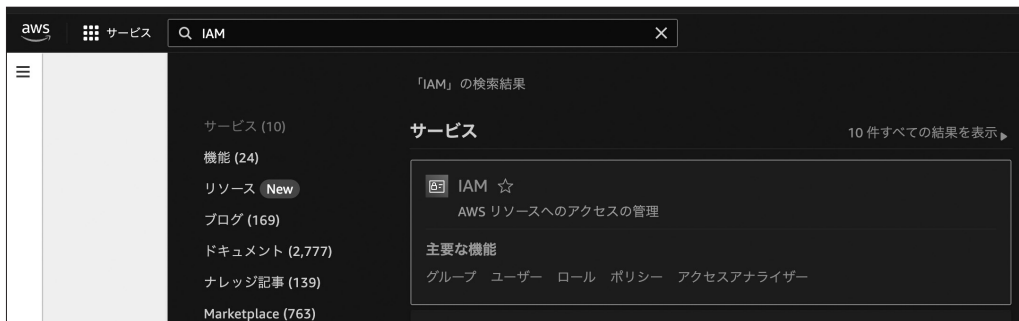 aws サービス IAM
「IAM」の検索結果
サービス (10)
機能 (24)
リソース New
ブログ (169)
ドキュメント (2,777)
ナレッジ記事 (139)
Marketplace (763)
サービス
10 件すべての結果を表示
IAM
AWS リソースへのアクセスの管理
主要な機能
グループ ユーザー ロール ポリシー アクセスアナライザー